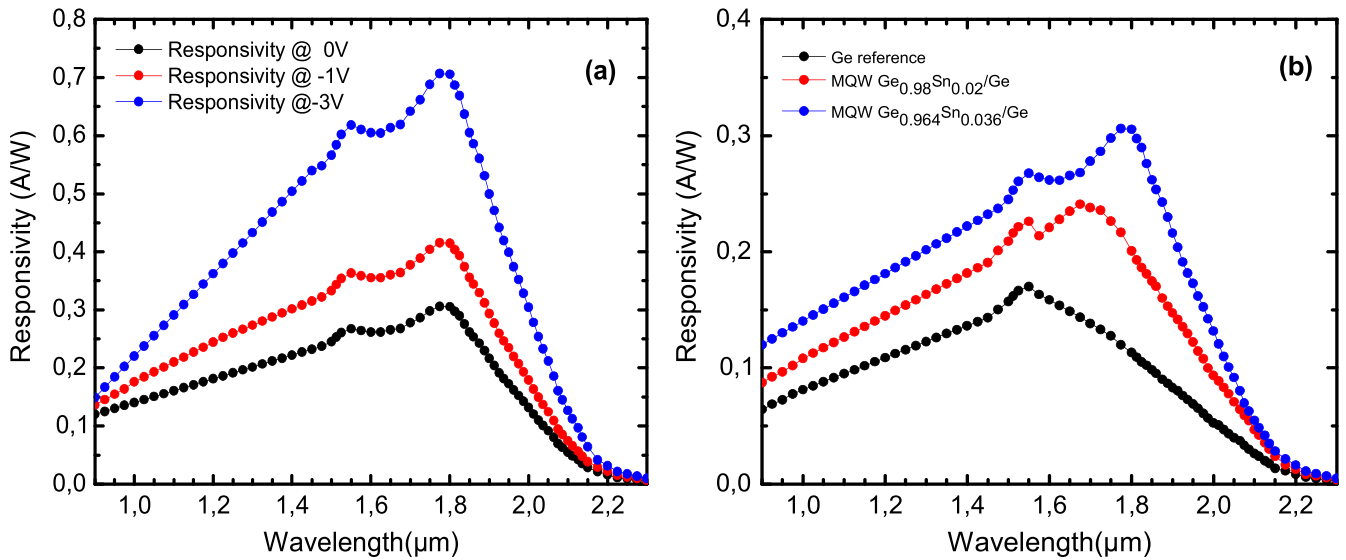 0,8
0,7
0,6
0,5
0,4
0,3
0,2
0,1
0,0
Responsivity (A/W)
Responsivity @ 0V
Responsivity @ -1V
Responsivity @-3V
(a)
1,0 1,2 1,4 1,6 1,8 2,0 2,2
Wavelength(µm)
0,4
0,3
0,2
0,1
0,0
Responsivity (A/W)
Ge reference
MQW Ge0.98Sn0.02/Ge
MQW Ge0.964Sn0.036/Ge
(b)
1,0 1,2 1,4 1,6 1,8 2,0 2,2
Wavelength(µm)